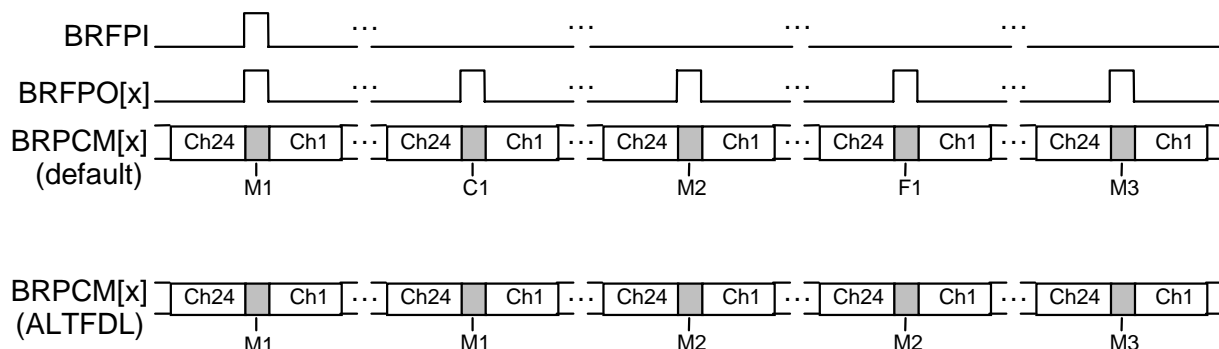 BRFPI ... ... ... ...
BRFPO[x] ... ... ... ...
BRPCM[x] Ch24 Ch1 ... Ch24 Ch1 ... Ch24 Ch1 ... Ch24 Ch1 ... Ch24 Ch1
(default)
M1 C1 M2 F1 M3
BRPCM[x] Ch24 Ch1 ... Ch24 Ch1 ... Ch24 Ch1 ... Ch24 Ch1 ... Ch24 Ch1
(ALTFDL)
M1 M1 M2 M2 M3